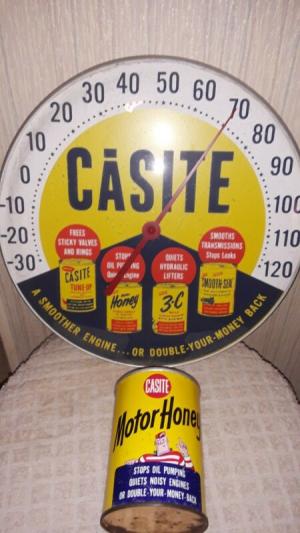 -30
-20
-10
0
10
20
30
40
50
60
70
80
90
100
110
120
CASITE
FREES
STICKY VALVES
AND RINGS
STOPS
OIL PUMPING
QUIETS
HYDRAULIC
LIFTERS
SMOOTHS
TRANSMISSIONS
Stops Leaks
CASITE
TUNE-UP
Honey
3-C
SMOOTH-SEAL
A SMOOTHER ENGINE...OR DOUBLE-YOUR-MONEY BACK
CASITE
Motor Honey
STOPS OIL PUMPING
QUIETS NOISY ENGINES
OR DOUBLE-YOUR-MONEY-BACK